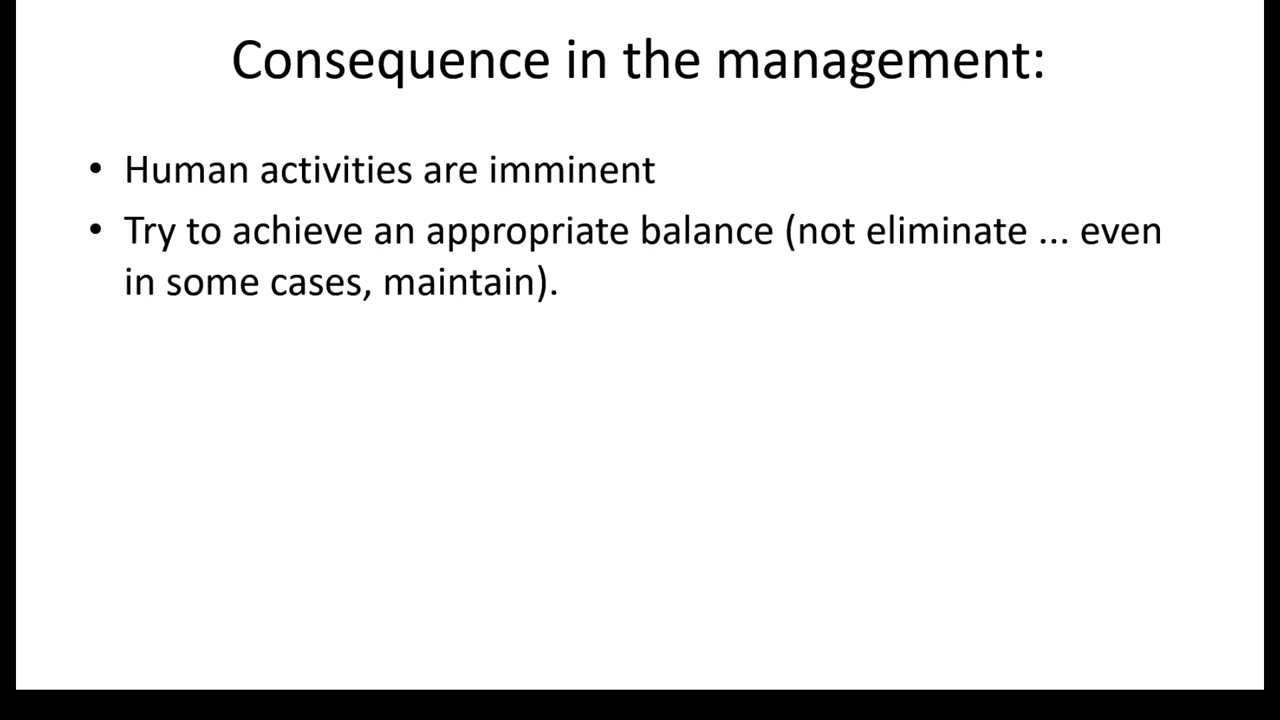 Consequence in the management:
• Human activities are imminent
• Try to achieve an appropriate balance (not eliminate ... even
in some cases, maintain).